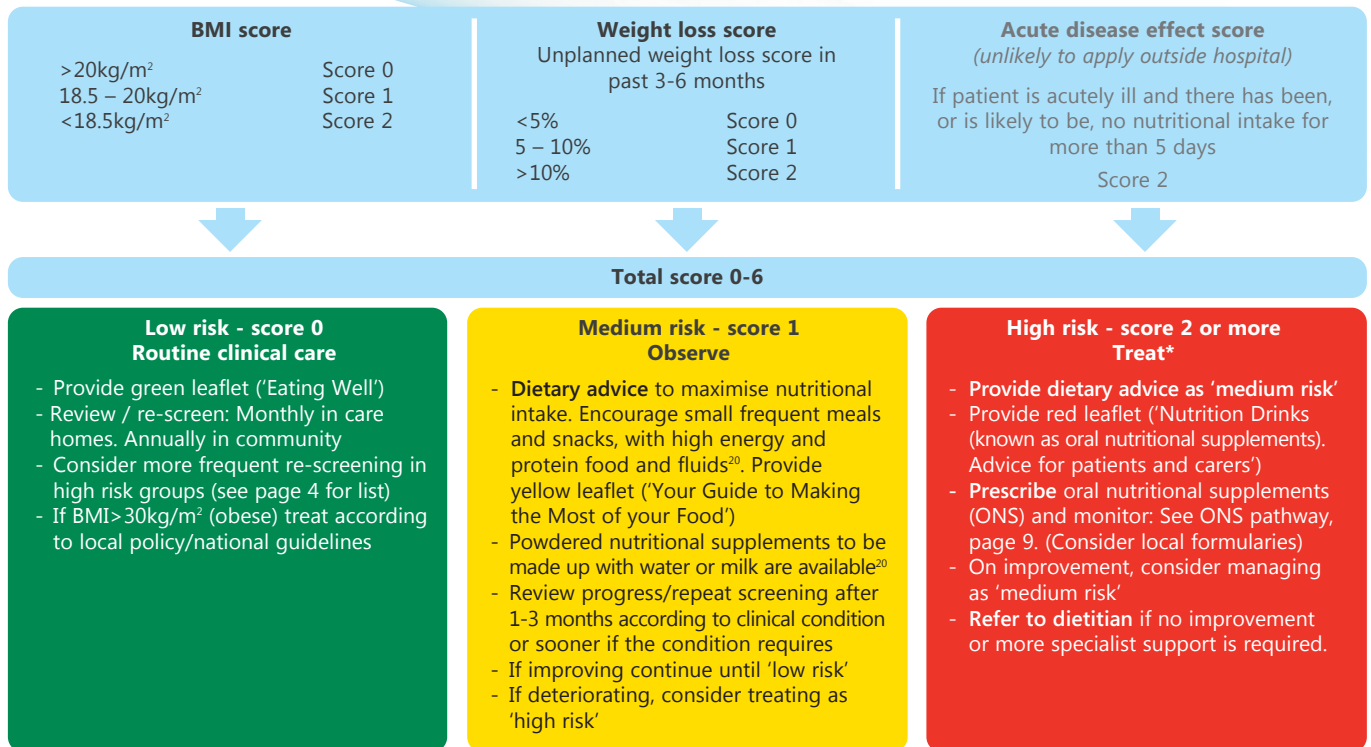 BMI score
>20kg/m² Score 0
18.5 – 20kg/m² Score 1
<18.5kg/m² Score 2
Weight loss score
Unplanned weight loss score in
past 3-6 months
<5% Score 0
5 – 10% Score 1
>10% Score 2
Acute disease effect score
(unlikely to apply outside hospital)
If patient is acutely ill and there has been,
or is likely to be, no nutritional intake for
more than 5 days
Score 2
Total score 0-6
Low risk - score 0
Routine clinical care
- Provide green leaflet (‘Eating Well’)
- Review / re-screen: Monthly in care
homes. Annually in community
- Consider more frequent re-screening in
high risk groups (see page 4 for list)
- If BMI>30kg/m² (obese) treat according
to local policy/national guidelines
Medium risk - score 1
Observe
- Dietary advice to maximise nutritional
intake. Encourage small frequent meals
and snacks, with high energy and
protein food and fluids²⁰. Provide
yellow leaflet (‘Your Guide to Making
the Most of your Food’)
- Powdered nutritional supplements to be
made up with water or milk are available²⁰
- Review progress/repeat screening after
1-3 months according to clinical condition
or sooner if the condition requires
- If improving continue until ‘low risk’
- If deteriorating, consider treating as
‘high risk’
High risk - score 2 or more
Treat*
- Provide dietary advice as ‘medium risk’
- Provide red leaflet (‘Nutrition Drinks
(known as oral nutritional supplements).
Advice for patients and carers’)
- Prescribe oral nutritional supplements
(ONS) and monitor: See ONS pathway,
page 9. (Consider local formularies)
- On improvement, consider managing
as ‘medium risk’
- Refer to dietitian if no improvement
or more specialist support is required.